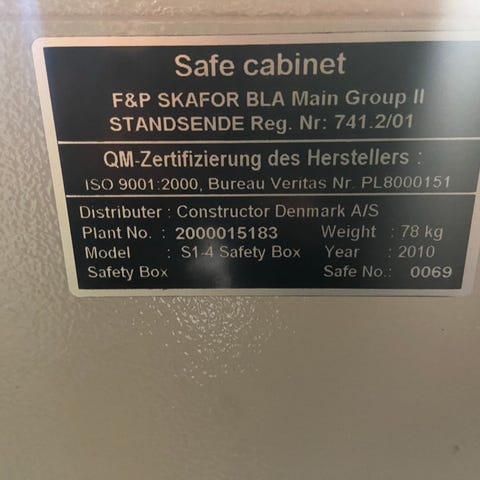 Safe cabinet
F&P SKAFOR BLA Main Group II
STANDSENDE Reg. Nr: 741.2/01
QM-Zertifizierung des Herstellers :
ISO 9001:2000, Bureau Veritas Nr. PL8000151
Distributer : Constructor Denmark A/S
Plant No. : 2000015183 Weight : 78 kg
Model : S1-4 Safety Box Year : 2010
Safety Box Safe No.: 0069